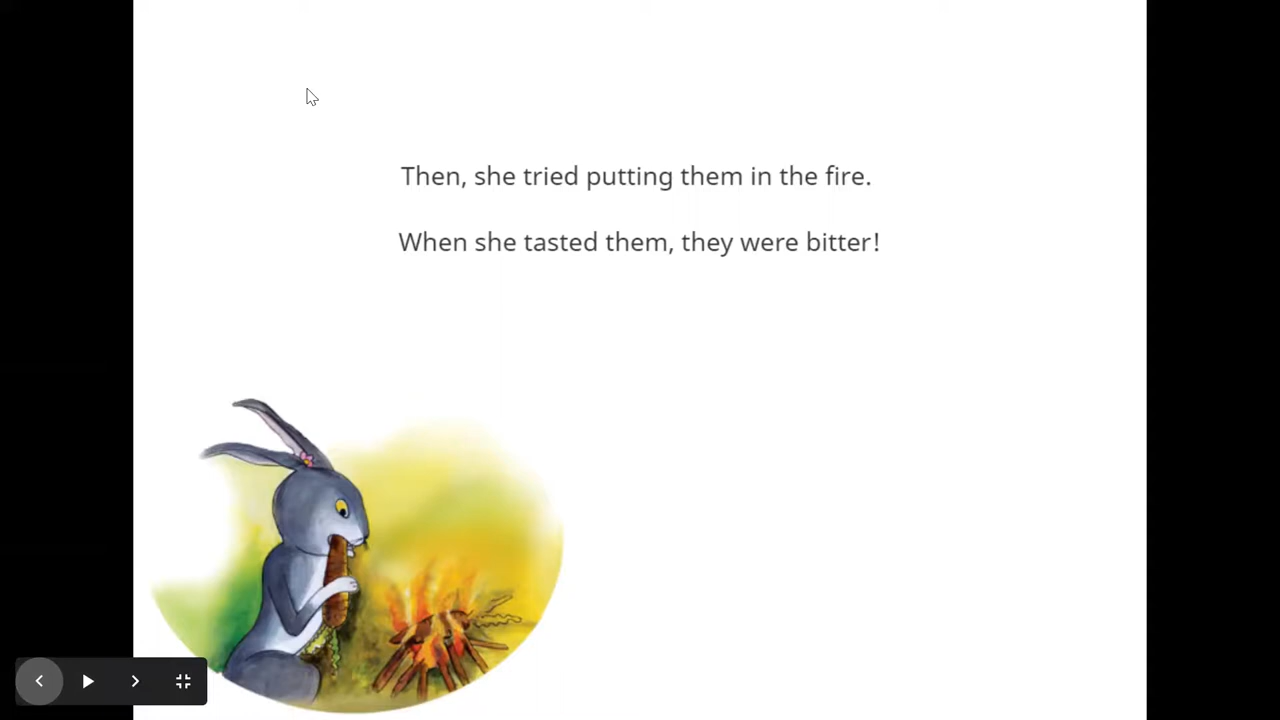 Then, she tried putting them in the fire.
When she tasted them, they were bitter!